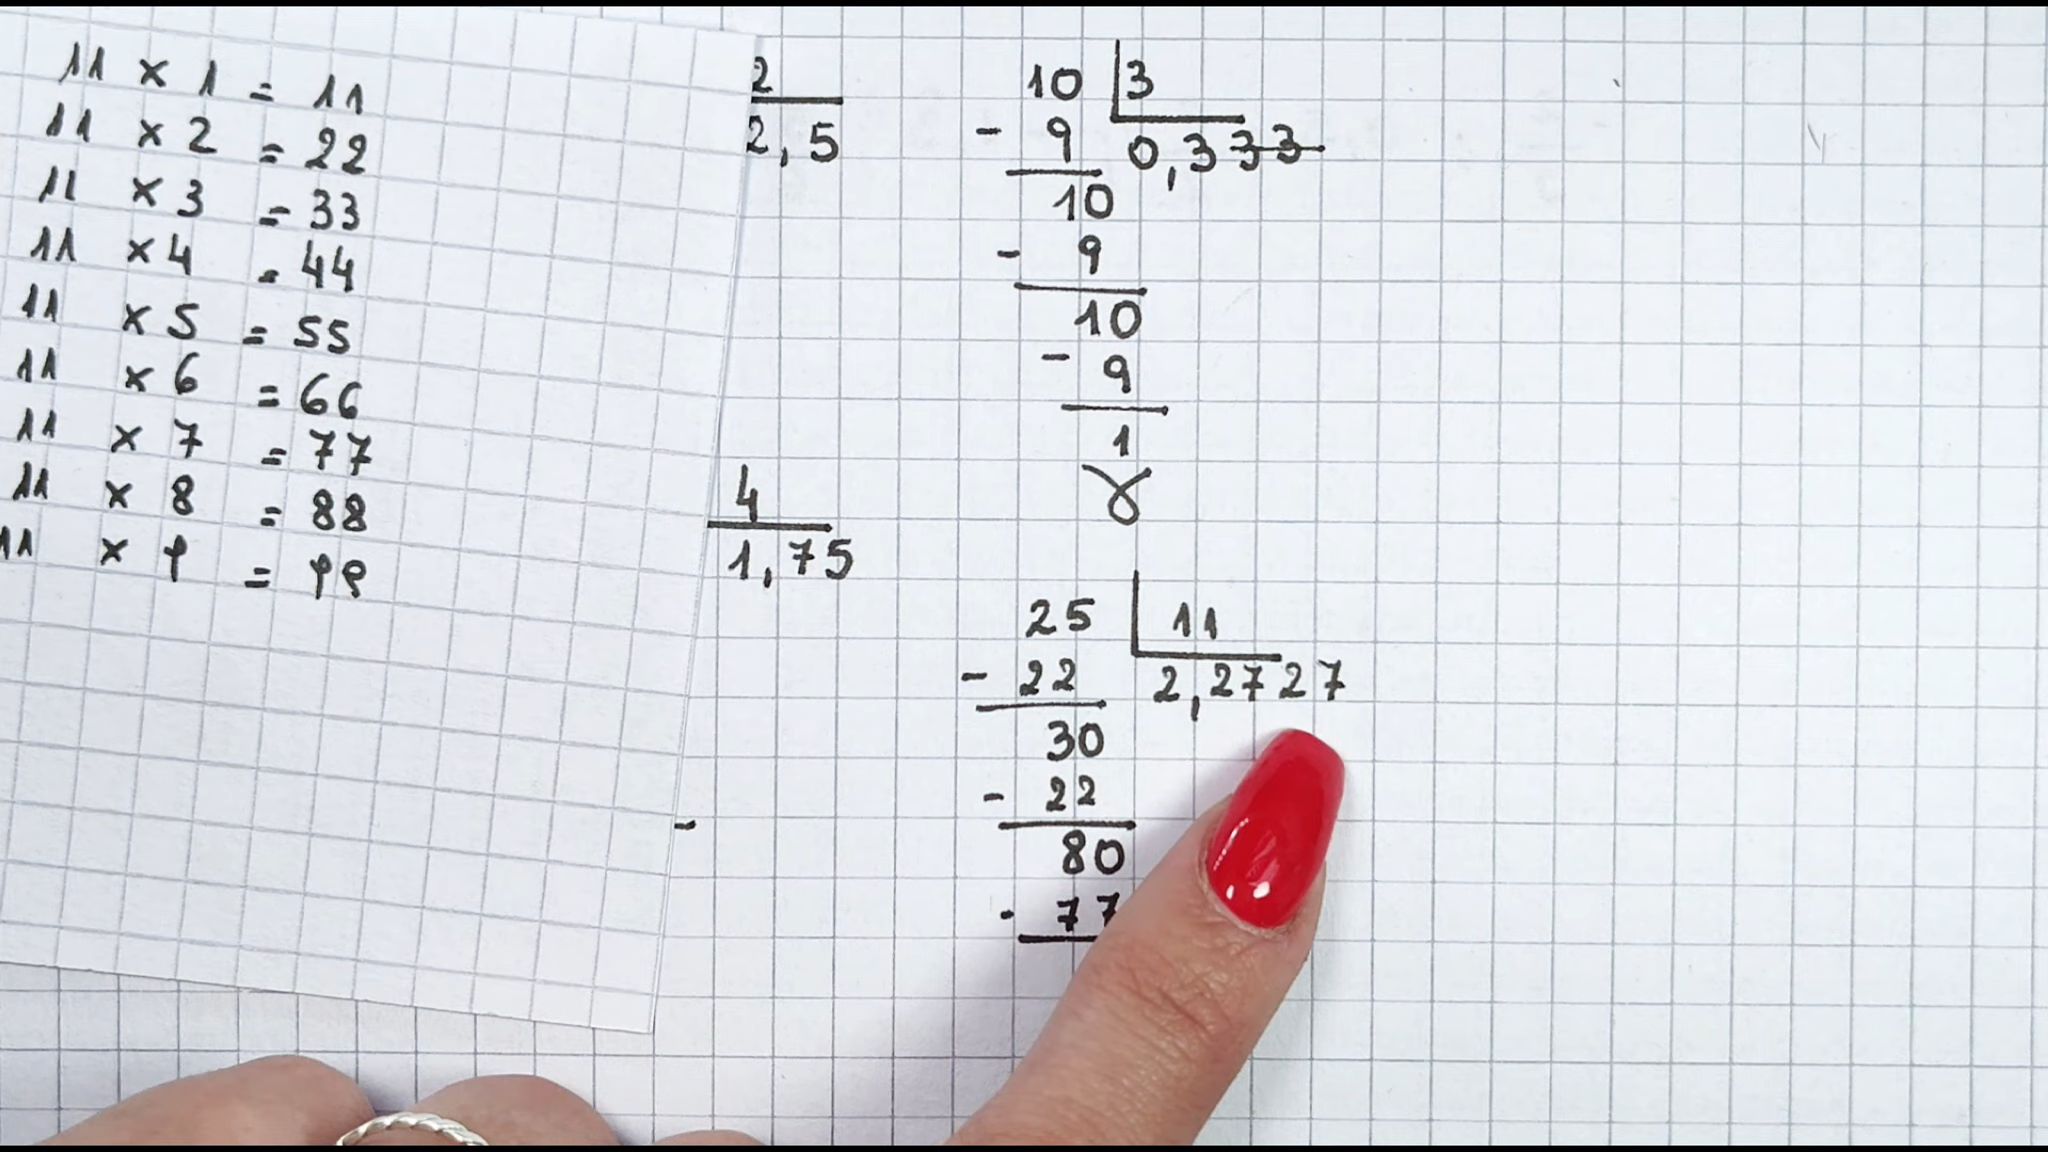 11 × 1 = 11
11 × 2 = 22
11 × 3 = 33
11 × 4 = 44
11 × 5 = 55
11 × 6 = 66
11 × 7 = 77
11 × 8 = 88
11 × 9 = 99
2
2,5
4
1,75
-
10 3
- 9 0,333
10
- 9
10
- 9
1
25 11
- 22 2,2727
30
- 22
80
- 77